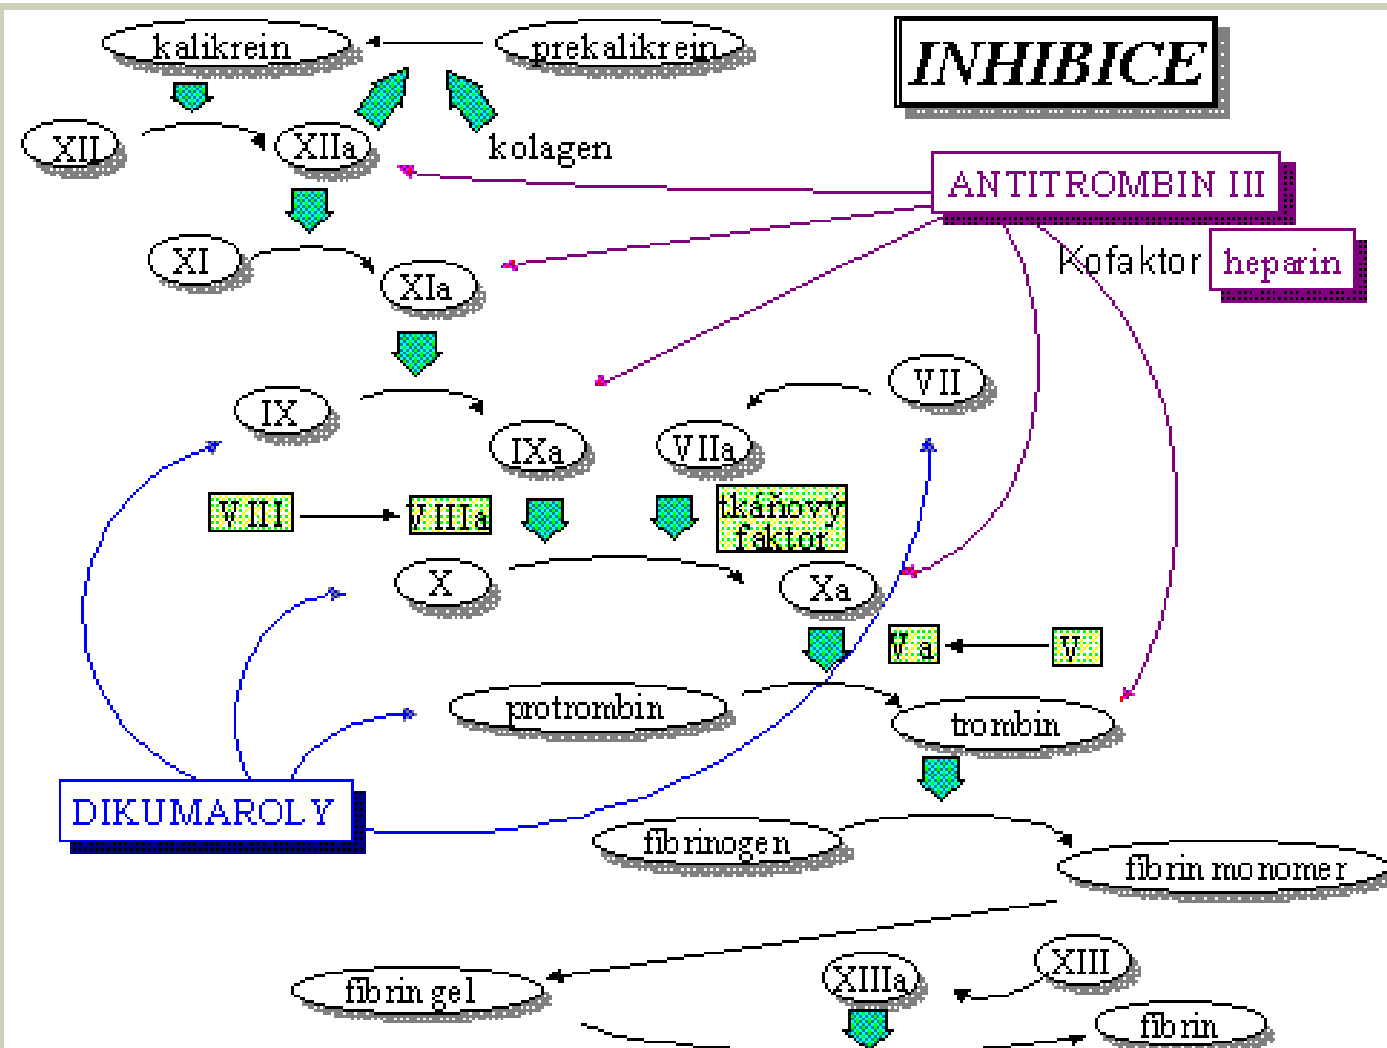 kalikrein
prekalikrein
INHIBICE
XII
XIIa
kolagen
ANTITROMBIN III
XI
XIa
Kofaktor
heparin
IX
IXa
VIIa
VII
VIII
VIIIa
tkáňový
faktor
X
Xa
Va
V
protrombin
trombin
DIKUMAROLY
fibrinogen
fibrin monomer
fibrin gel
XIIIa
XIII
fibrin